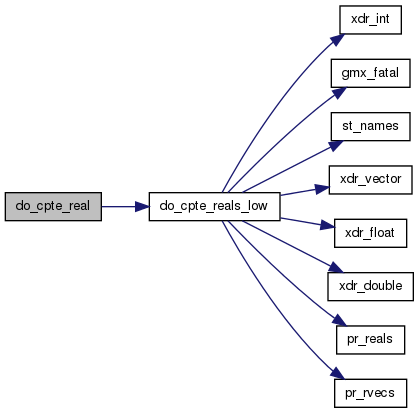 do_cpte_real
do_cpte_reals_low
xdr_int
gmx_fatal
st_names
xdr_vector
xdr_float
xdr_double
pr_reals
pr_rvecs